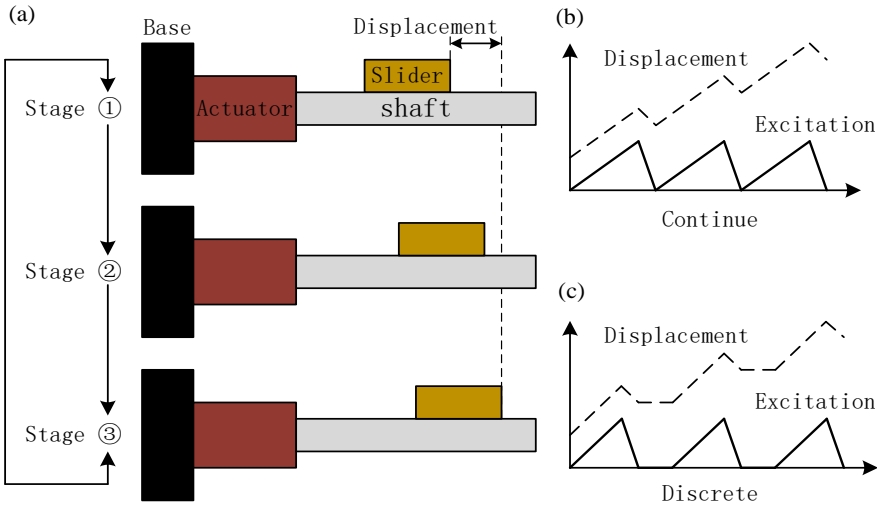 (a)
Base
Displacement
Slider
Stage ①
Actuator
shaft
Stage ②
Stage ③
(b)
Displacement
Excitation
Continue
(c)
Displacement
Excitation
Discrete